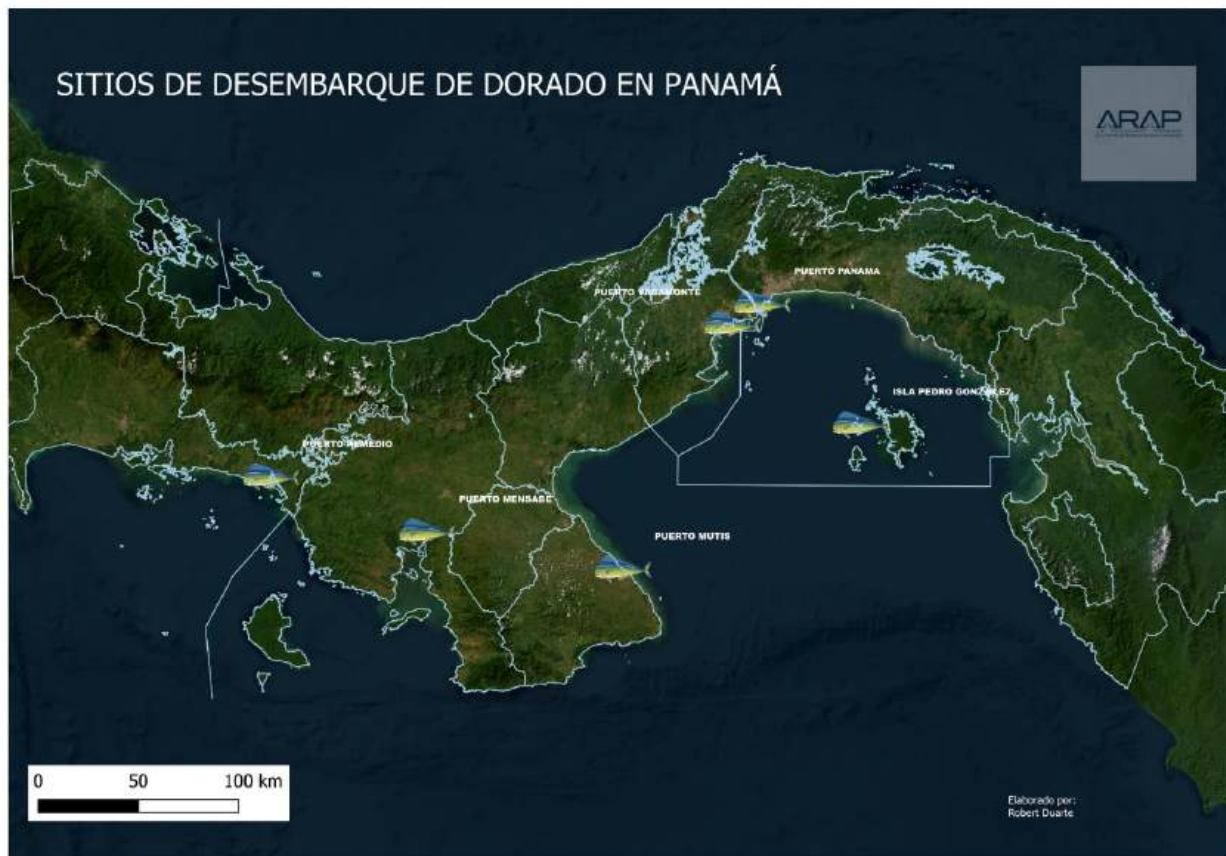 SITIOS DE DESEMBARQUE DE DORADO EN PANAMÁ
ARAP
PUERTO PANAMA
PUERTO VACAMONTE
ISLA PEDRO GONZALEZ
PUERTO REMEDIO
PUERTO MENSABE
PUERTO MUTIS
0 50 100 km
Elaborado por:
Robert Duarte